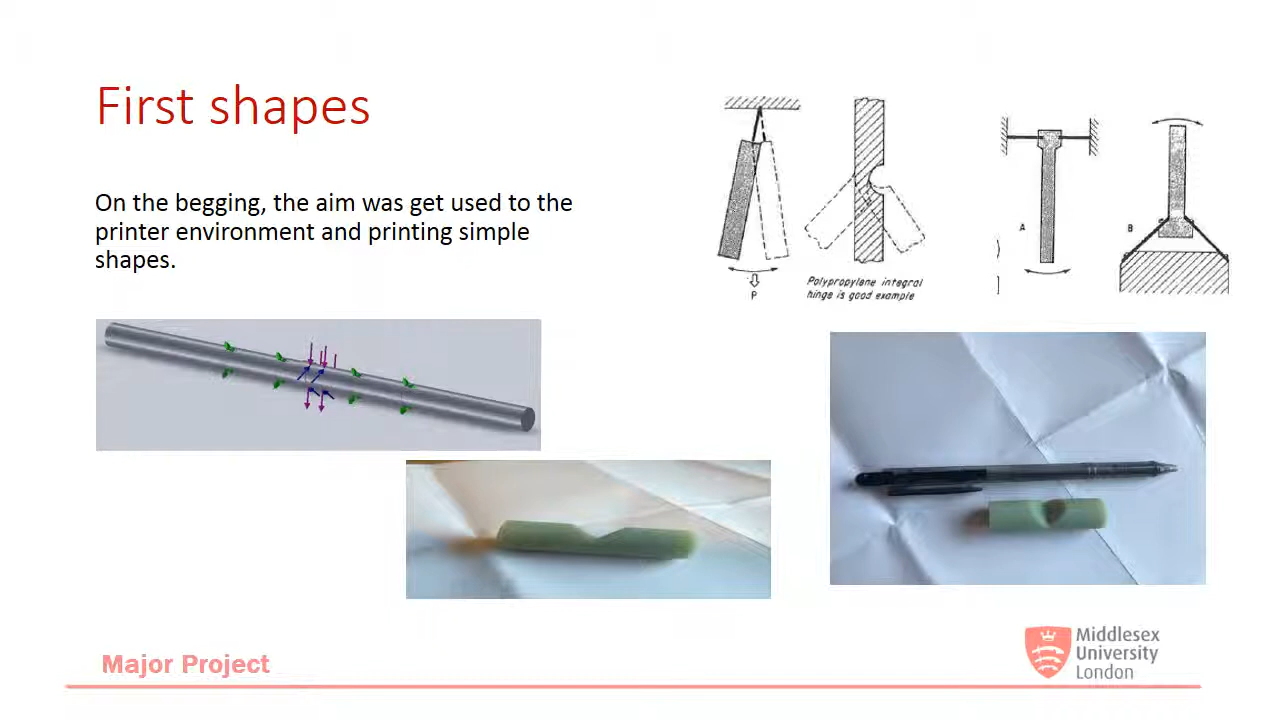 First shapes
On the begging, the aim was get used to the
printer environment and printing simple
shapes.
P
Polypropylene integral
hinge is good example
A
B
Major Project
Middlesex
University
London